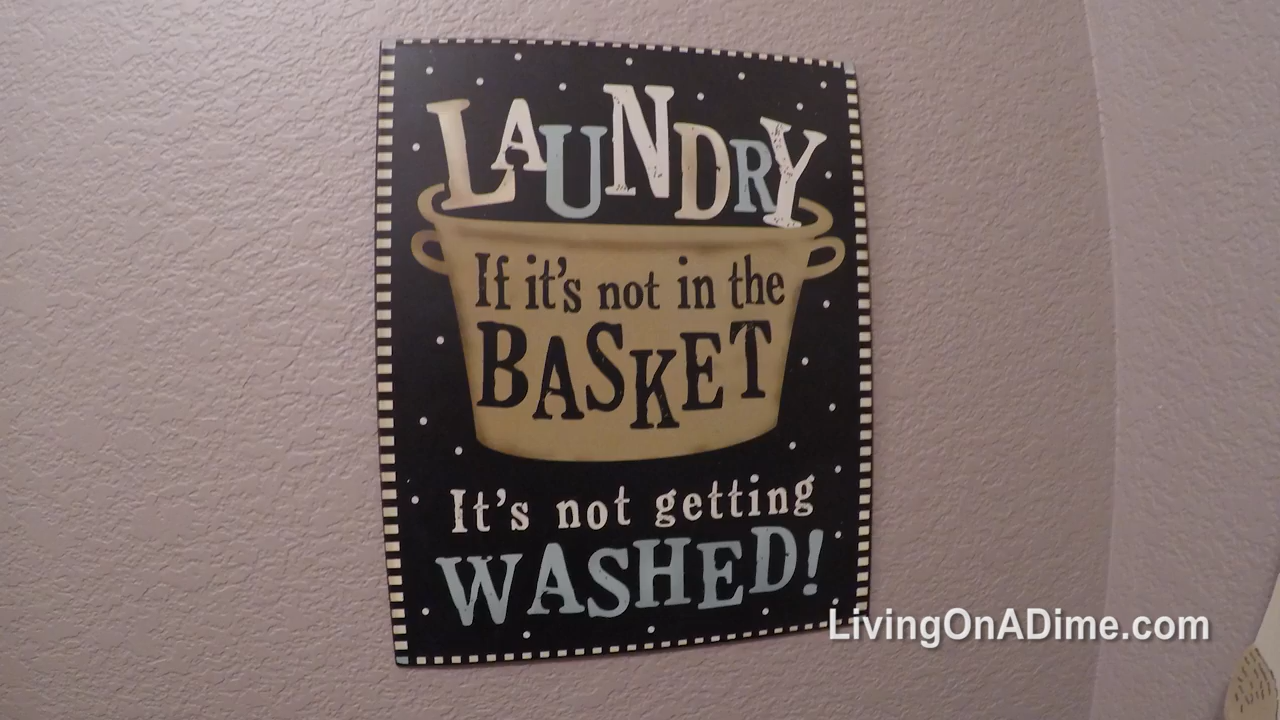 LAUNDRY
If it's not in the
BASKET
It's not getting
WASHED!
LivingOnADime.com